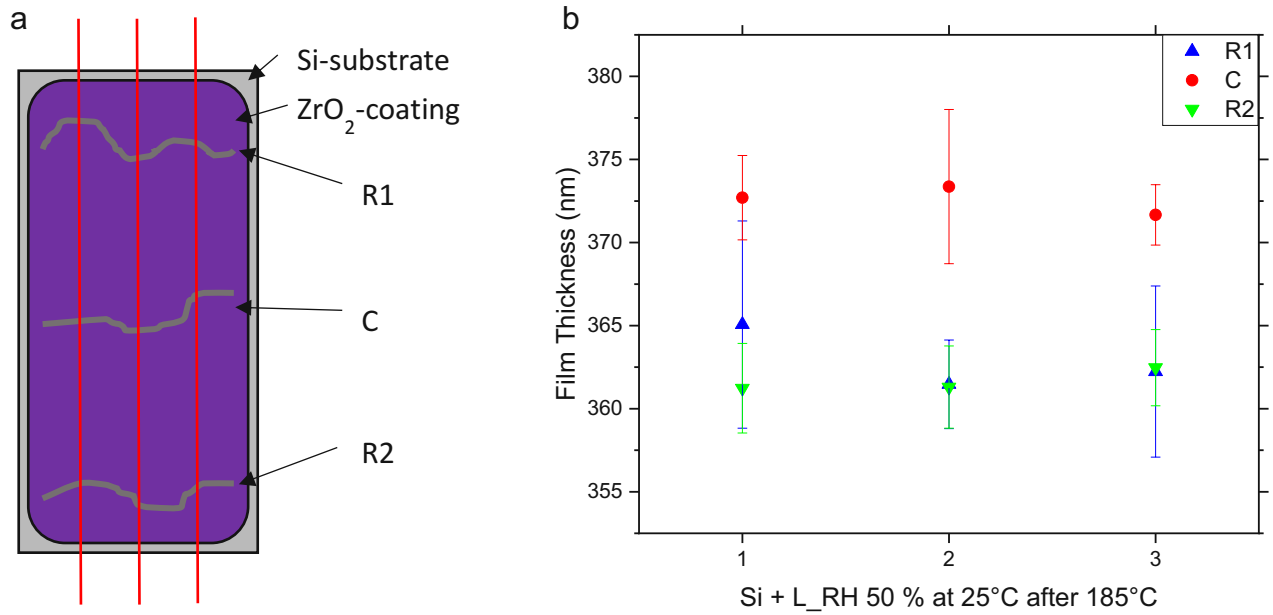 a
Si-substrate
ZrO₂-coating
R1
C
R2
b
Film Thickness (nm)
380
375
370
365
360
355
1
2
3
Si + L_RH 50 % at 25°C after 185°C
R1
C
R2